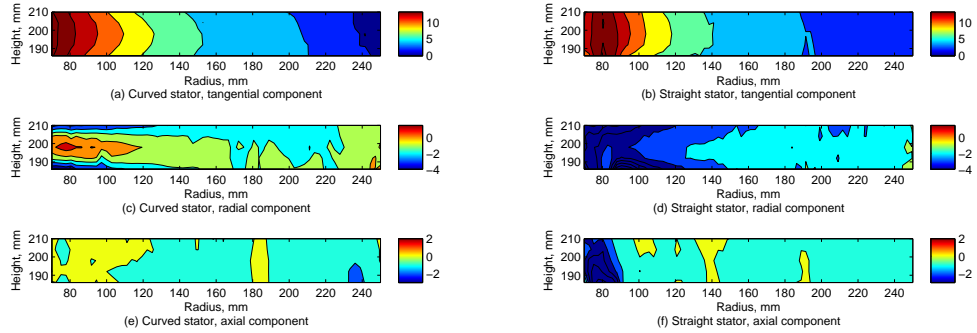 210
200
190
Height, mm
80 100 120 140 160 180 200 220 240
Radius, mm
10
5
0
(a) Curved stator, tangential component
210
200
190
Height, mm
80 100 120 140 160 180 200 220 240
Radius, mm
10
5
0
(b) Straight stator, tangential component
210
200
190
Height, mm
80 100 120 140 160 180 200 220 240
Radius, mm
0
−2
−4
(c) Curved stator, radial component
210
200
190
Height, mm
80 100 120 140 160 180 200 220 240
Radius, mm
0
−2
−4
(d) Straight stator, radial component
210
200
190
Height, mm
80 100 120 140 160 180 200 220 240
Radius, mm
2
0
−2
(e) Curved stator, axial component
210
200
190
Height, mm
80 100 120 140 160 180 200 220 240
Radius, mm
2
0
−2
(f) Straight stator, axial component